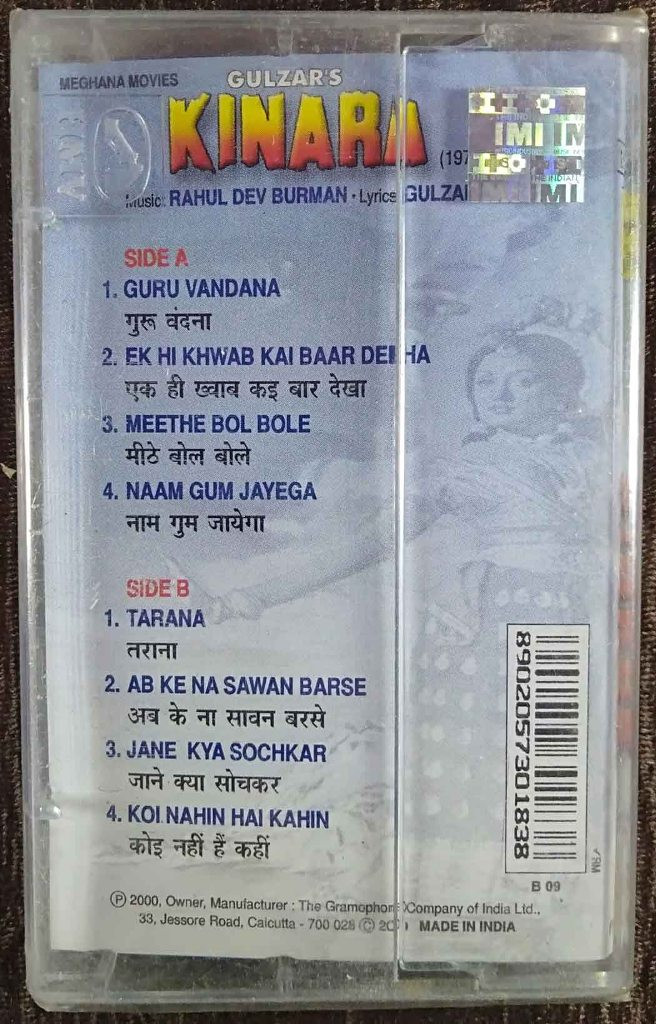 MEGHANA MOVIES
GULZAR'S
KINARA
(197
Music: RAHUL DEV BURMAN • Lyrics GULZA
IMI
SIDE A
1. GURU VANDANA
गुरू वंदना
2. EK HI KHWAB KAI BAAR DEKHA
एक ही ख्वाब कइ बार देखा
3. MEETHE BOL BOLE
मीठे बोल बोले
4. NAAM GUM JAYEGA
नाम गुम जायेगा
SIDE B
1. TARANA
तराना
2. AB KE NA SAWAN BARSE
अब के ना सावन बरसे
3. JANE KYA SOCHKAR
जाने क्या सोचकर
4. KOI NAHIN HAI KAHIN
कोइ नहीं हैं कहीं
8902057301838
B 09
Ⓟ 2000, Owner, Manufacturer : The Gramophone Company of India Ltd.,
33, Jessore Road, Calcutta - 700 028 Ⓒ MADE IN INDIA